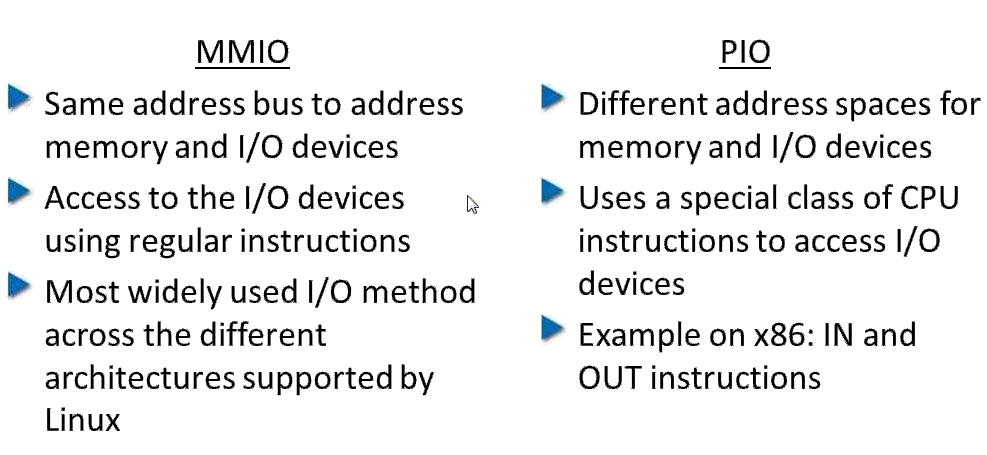 MMIO
Same address bus to address
memory and I/O devices
Access to the I/O devices
using regular instructions
Most widely used I/O method
across the different
architectures supported by
Linux
PIO
Different address spaces for
memory and I/O devices
Uses a special class of CPU
instructions to access I/O
devices
Example on x86: IN and
OUT instructions